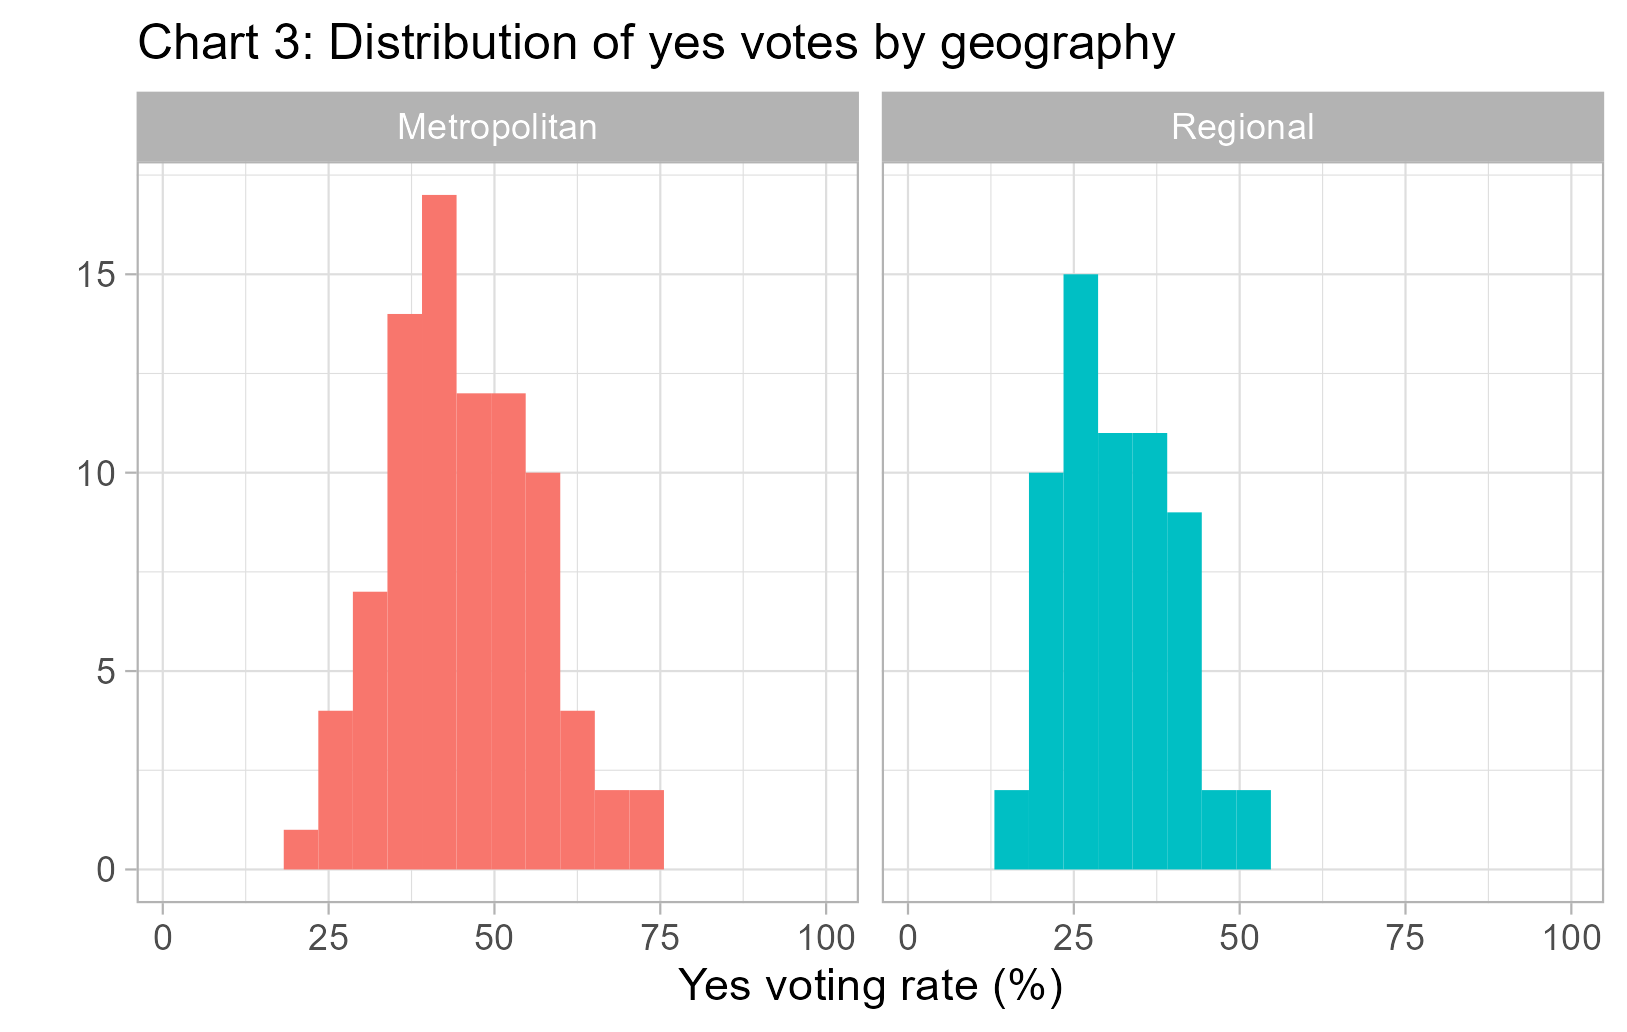 Chart 3: Distribution of yes votes by geography
Metropolitan
Regional
15
10
5
0
0 25 50 75 100
0 25 50 75 100
Yes voting rate (%)